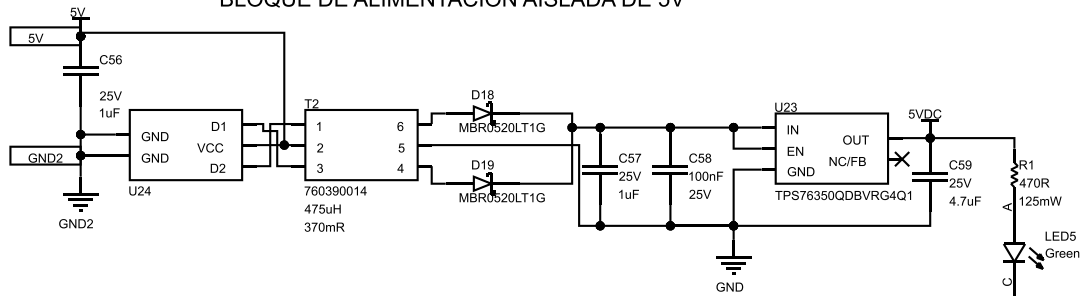 BLOQUE DE ALIMENTACIÓN AISLADA DE 5V
5V
5V
C56
25V
1uF
GND2
GND2
GND
GND
D1
VCC
D2
U24
T2
1
2
3
6
5
4
760390014
475uH
370mR
D18
MBR0520LT1G
D19
MBR0520LT1G
C57
25V
1uF
C58
100nF
25V
U23
IN
EN
GND
OUT
NC/FB
TPS76350QDBVRG4Q1
GND
5VDC
C59
25V
4.7uF
R1
470R
125mW
A
LED5
Green
C